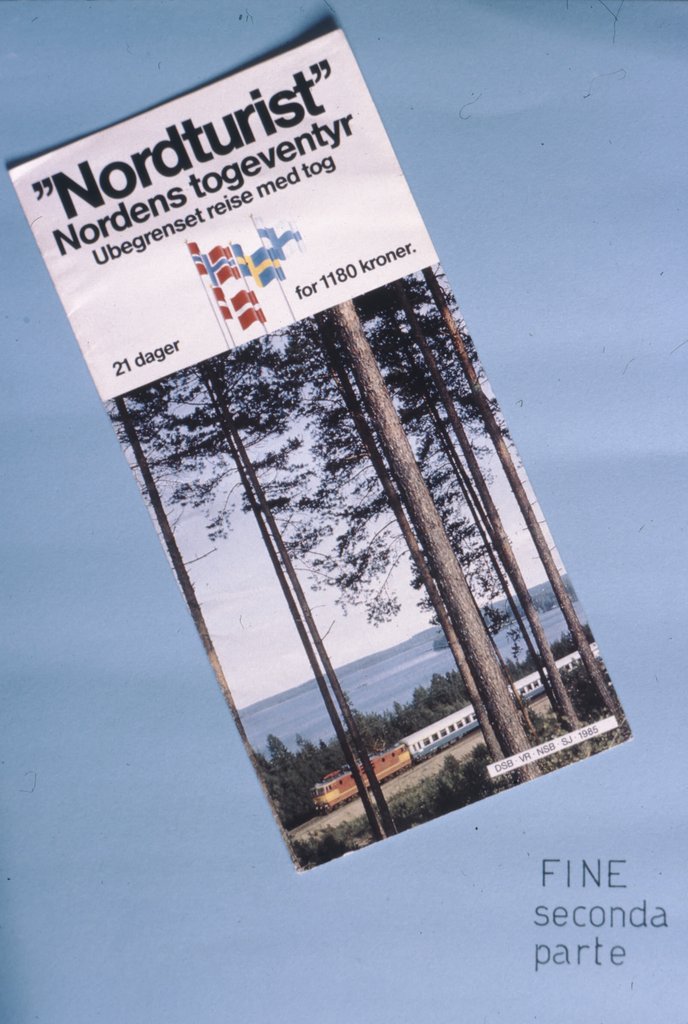 ”Nordturist”
Nordens togeventyr
Ubegrenset reise med tog
for 1180 kroner.
21 dager
DSB · VR · NSB · SJ · 1985
FINE
seconda
parte